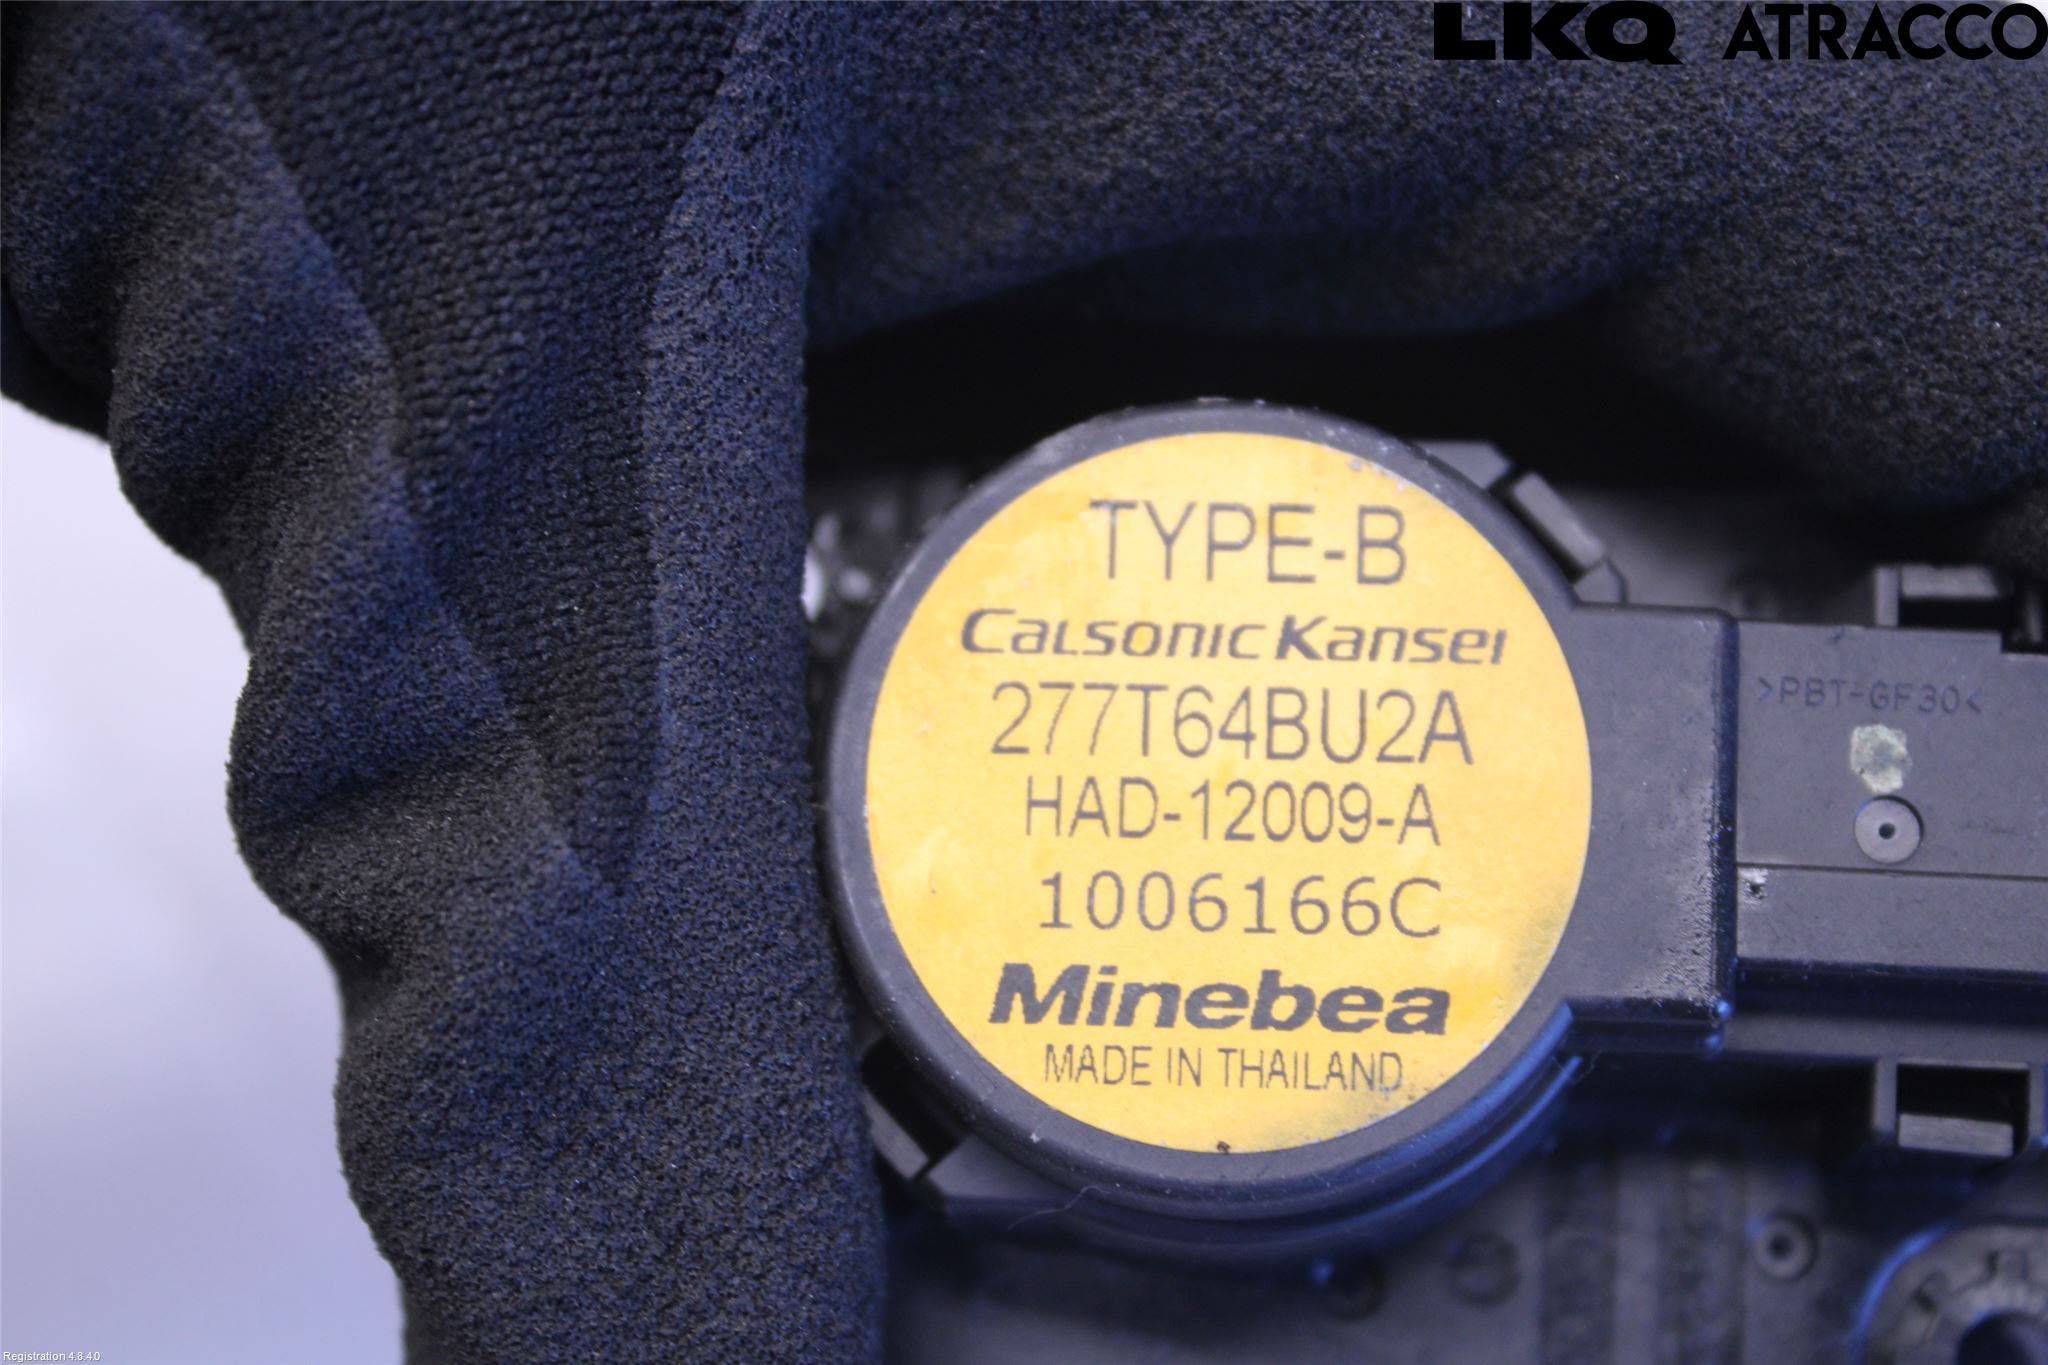 LKQ ATRACCO
TYPE-B
CalsonicKansei
277T64BU2A
HAD-12009-A
1006166C
Minebea
MADE IN THAILAND
>PBT-GF30<
Registration 4.8.4.0